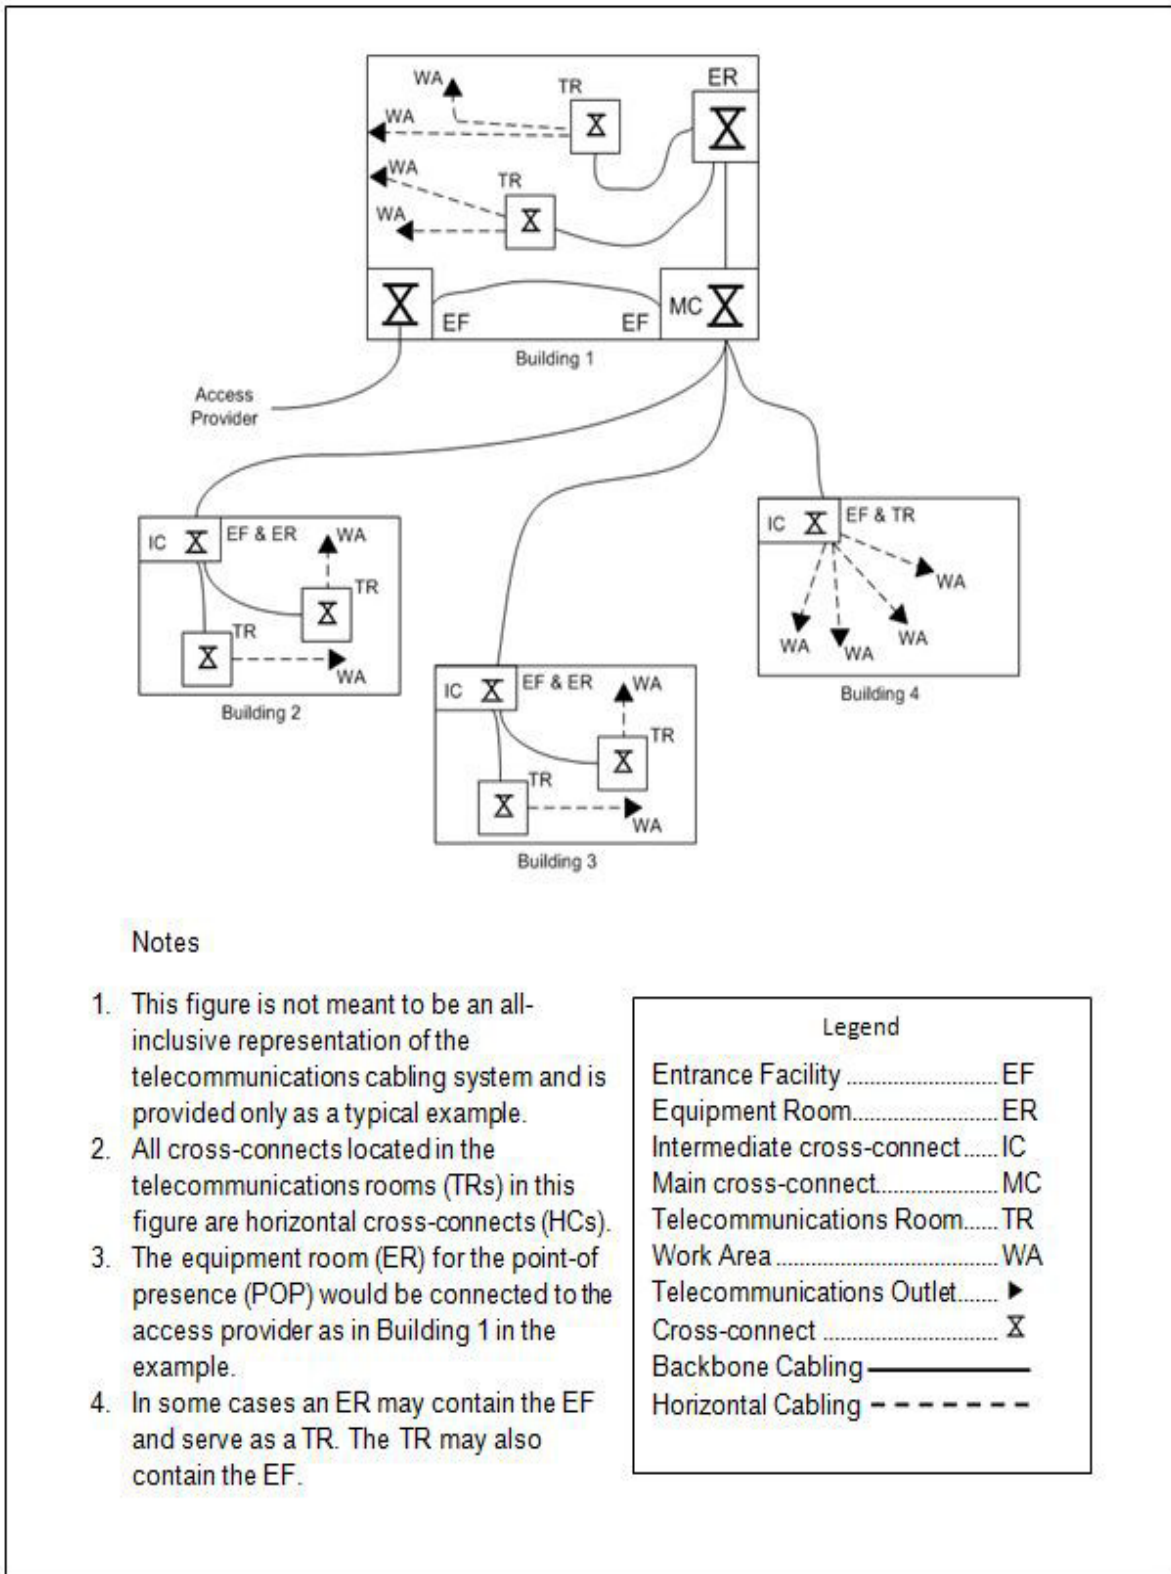 WA
ER
TR
WA
WA
TR
WA
EF
EF
MC
Building 1
Access
Provider
IC
EF & ER
WA
TR
TR
WA
Building 2
IC
EF & ER
WA
TR
TR
WA
Building 3
IC
EF & TR
WA
WA
WA
WA
Building 4
Notes
1. This figure is not meant to be an all-
inclusive representation of the
telecommunications cabling system and is
provided only as a typical example.
2. All cross-connects located in the
telecommunications rooms (TRs) in this
figure are horizontal cross-connects (HCs).
3. The equipment room (ER) for the point-of
presence (POP) would be connected to the
access provider as in Building 1 in the
example.
4. In some cases an ER may contain the EF
and serve as a TR. The TR may also
contain the EF.
Legend
Entrance Facility ........................ EF
Equipment Room....................... ER
Intermediate cross-connect ...... IC
Main cross-connect................... MC
Telecommunications Room...... TR
Work Area ................................... WA
Telecommunications Outlet.......
Cross-connect ............................
Backbone Cabling
Horizontal Cabling